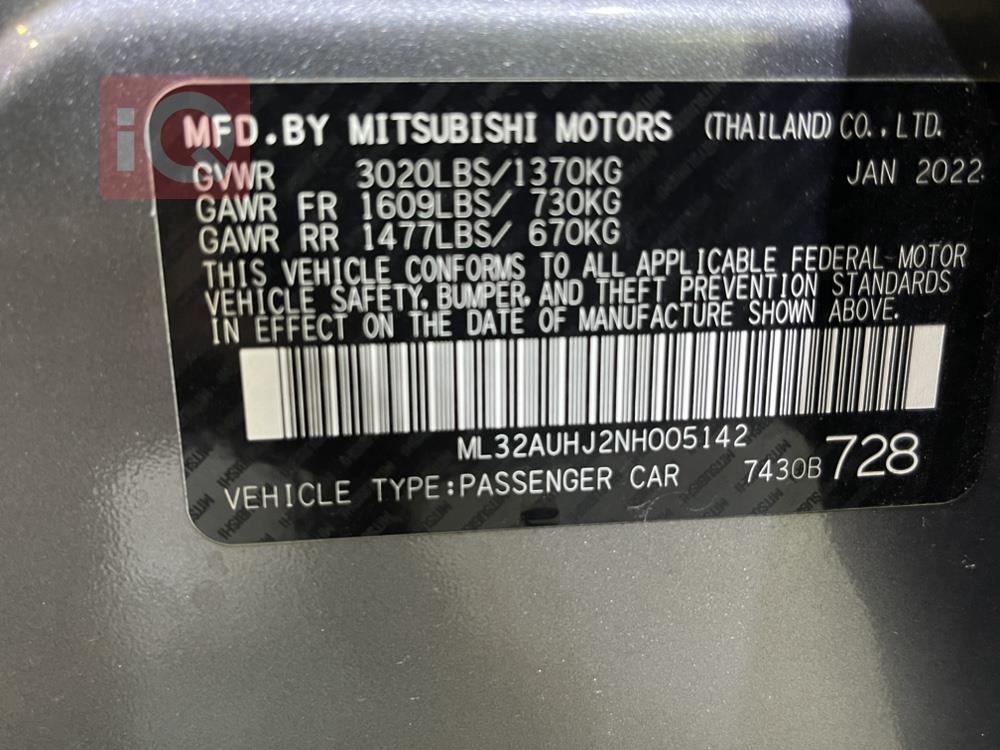 iQ
MFD.BY MITSUBISHI MOTORS (THAILAND) CO.,LTD.
GVWR 3020LBS/1370KG JAN 2022
GAWR FR 1609LBS/ 730KG
GAWR RR 1477LBS/ 670KG
THIS VEHICLE CONFORMS TO ALL APPLICABLE FEDERAL MOTOR
VEHICLE SAFETY, BUMPER, AND THEFT PREVENTION STANDARDS
IN EFFECT ON THE DATE OF MANUFACTURE SHOWN ABOVE.
ML32AUHJ2NH005142
VEHICLE TYPE:PASSENGER CAR 7430B 728